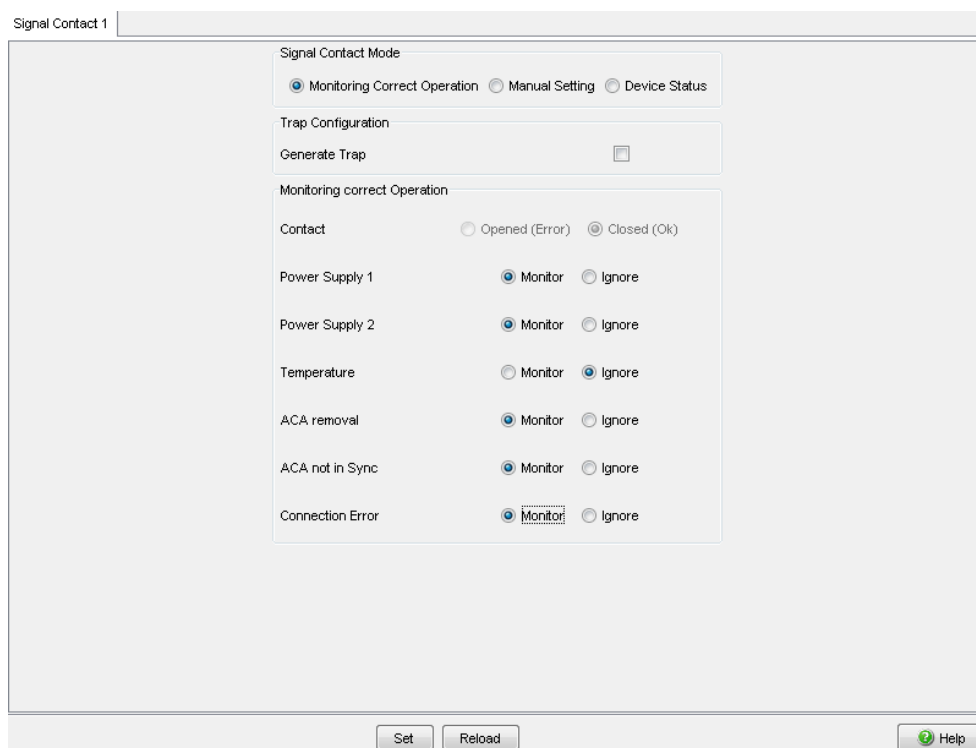 Signal Contact 1
Signal Contact Mode
Monitoring Correct Operation Manual Setting Device Status
Trap Configuration
Generate Trap
Monitoring correct Operation
Contact Opened (Error) Closed (Ok)
Power Supply 1 Monitor Ignore
Power Supply 2 Monitor Ignore
Temperature Monitor Ignore
ACA removal Monitor Ignore
ACA not in Sync Monitor Ignore
Connection Error Monitor Ignore
Set Reload Help